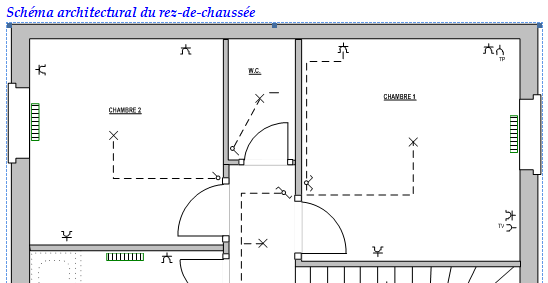 Schéma architectural du rez-de-chaussée
TP
W.C.
CHAMBRE 1
CHAMBRE 2
TV